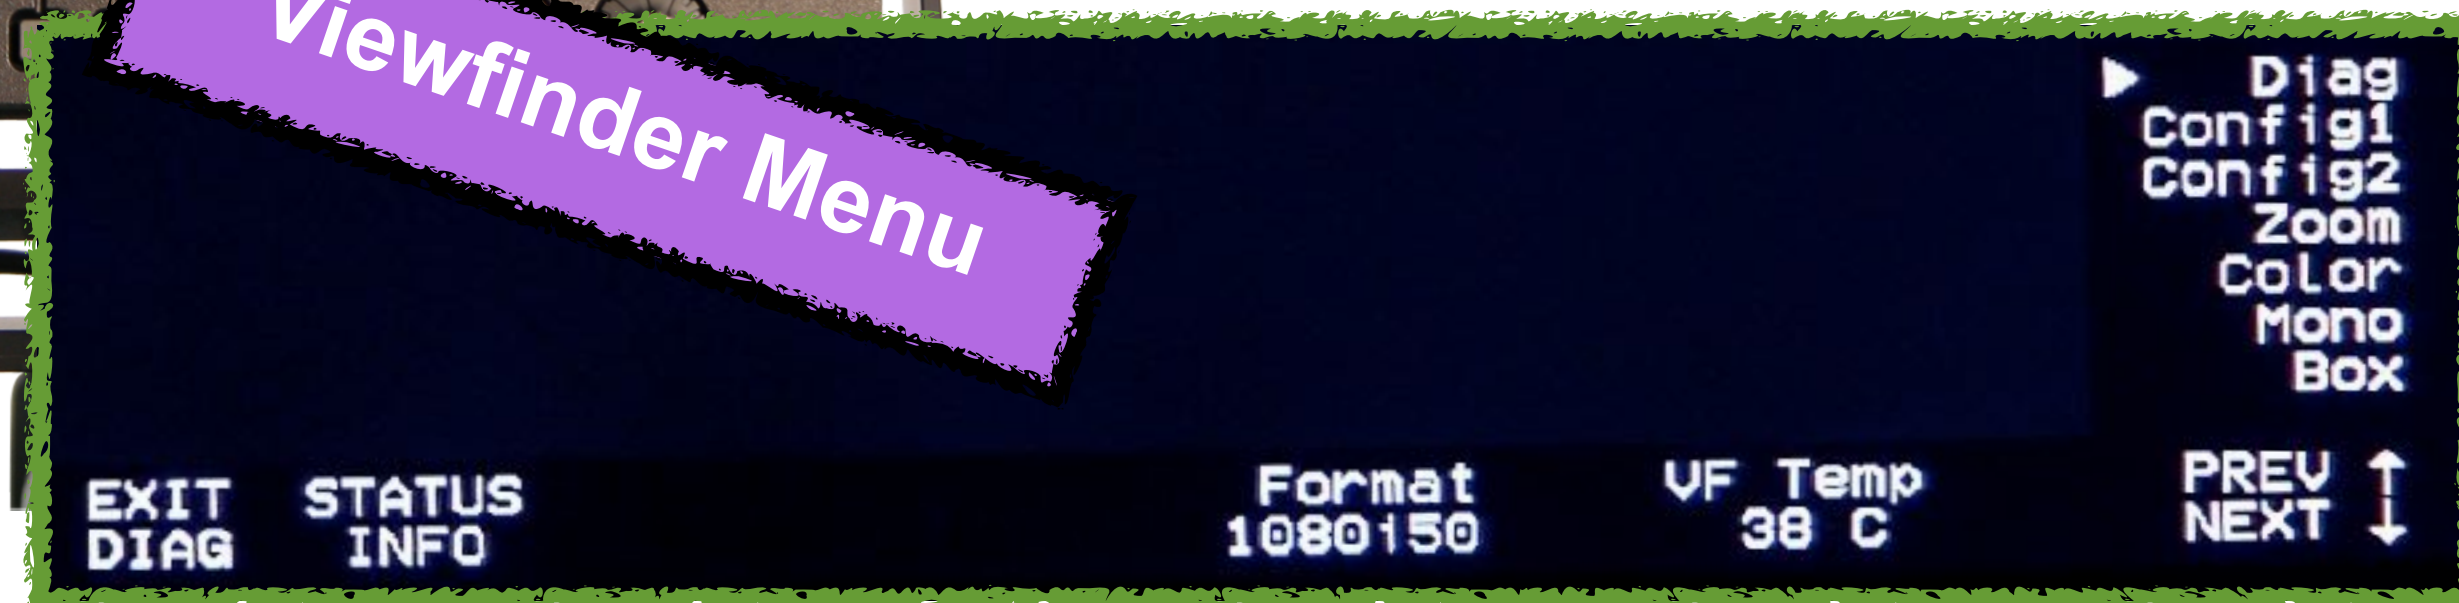 Viewfinder Menu
Diag
Config1
Config2
Zoom
Color
Mono
Box
EXIT
DIAG
STATUS
INFO
Format
1080i50
VF Temp
38 C
PREV ↑
NEXT ↓